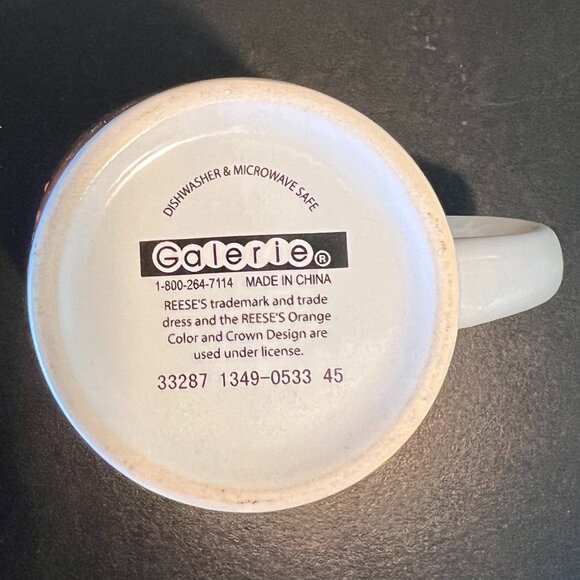 DISHWASHER & MICROWAVE SAFE
Galerie®
1-800-264-7114 MADE IN CHINA
REESE'S trademark and trade
dress and the REESE'S Orange
Color and Crown Design are
used under license.
33287 1349-0533 45